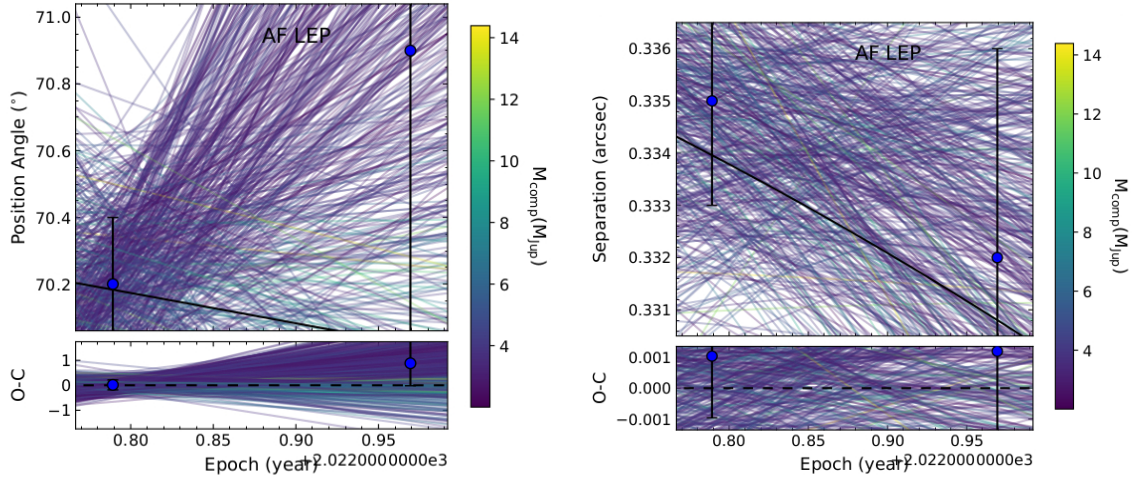 71.0
70.8
70.6
70.4
70.2
Position Angle (°)
AF LEP
14
12
10
8
6
4
M_comp(M_Jup)
1
0
−1
O-C
0.80 0.85 0.90 0.95
Epoch (year)
+2.0220000000e3
0.336
0.335
0.334
0.333
0.332
0.331
Separation (arcsec)
AF LEP
14
12
10
8
6
4
M_comp(M_Jup)
0.001
0.000
−0.001
O-C
0.80 0.85 0.90 0.95
Epoch (year)
+2.0220000000e3